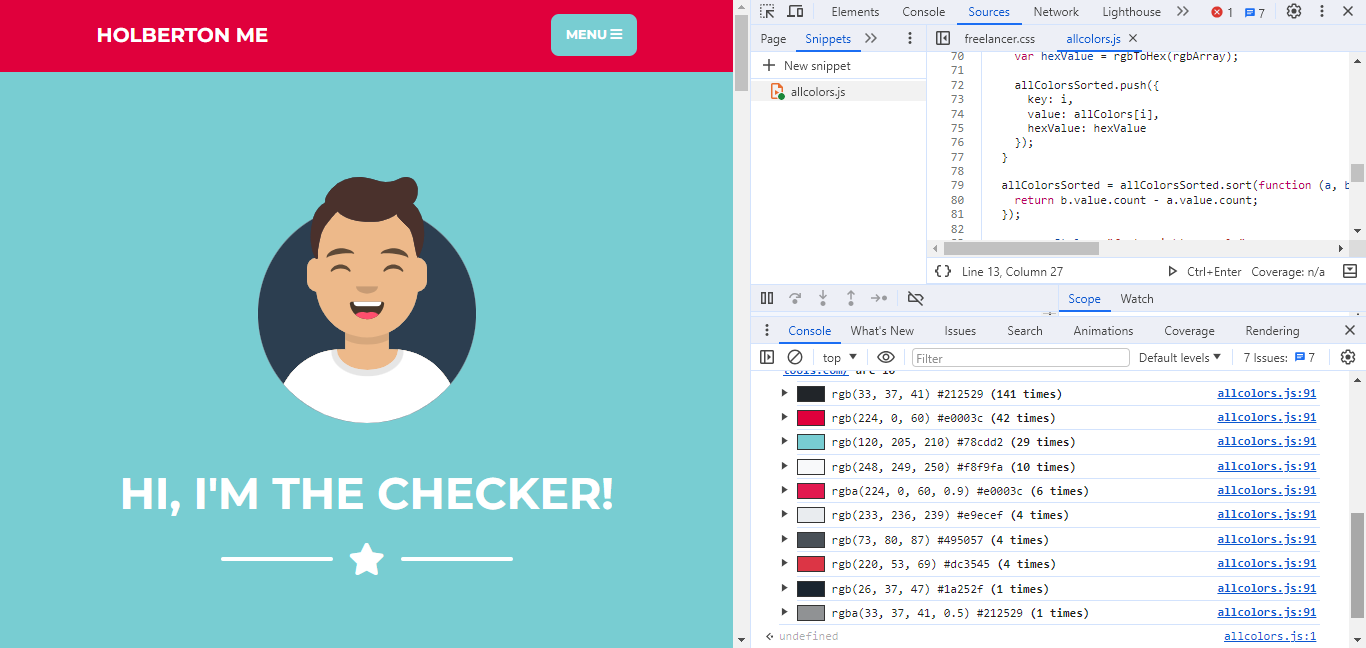 HOLBERTON ME
MENU
HI, I'M THE CHECKER!
Elements Console Sources Network Lighthouse 1 7
Page Snippets
freelancer.css allcolors.js
New snippet
allcolors.js
70 var hexValue = rgbToHex(rgbArray);
71
72 allColorsSorted.push({
73 key: i,
74 value: allColors[i],
75 hexValue: hexValue
76 });
77 }
78
79 allColorsSorted = allColorsSorted.sort(function (a, b
80 return b.value.count - a.value.count;
81 });
82
{} Line 13, Column 27 Ctrl+Enter Coverage: n/a
Scope Watch
Console What's New Issues Search Animations Coverage Rendering
top Filter Default levels 7 Issues: 7
tools.com/ are 10
rgb(33, 37, 41) #212529 (141 times) allcolors.js:91
rgb(224, 0, 60) #e0003c (42 times) allcolors.js:91
rgb(120, 205, 210) #78cdd2 (29 times) allcolors.js:91
rgb(248, 249, 250) #f8f9fa (10 times) allcolors.js:91
rgba(224, 0, 60, 0.9) #e0003c (6 times) allcolors.js:91
rgb(233, 236, 239) #e9ecef (4 times) allcolors.js:91
rgb(73, 80, 87) #495057 (4 times) allcolors.js:91
rgb(220, 53, 69) #dc3545 (4 times) allcolors.js:91
rgb(26, 37, 47) #1a252f (1 times) allcolors.js:91
rgba(33, 37, 41, 0.5) #212529 (1 times) allcolors.js:91
undefined allcolors.js:1